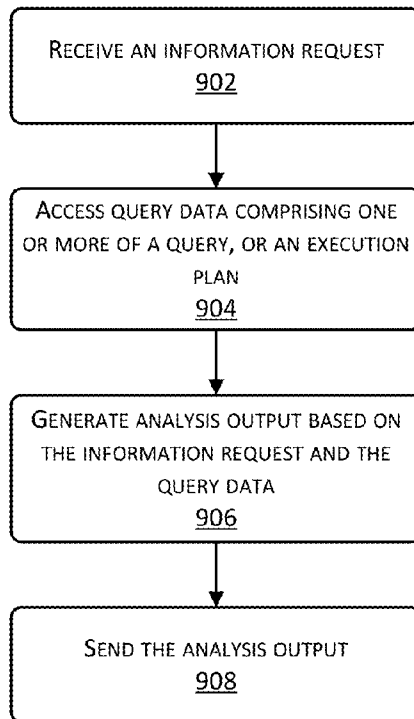 RECEIVE AN INFORMATION REQUEST
902
ACCESS QUERY DATA COMPRISING ONE
OR MORE OF A QUERY, OR AN EXECUTION
PLAN
904
GENERATE ANALYSIS OUTPUT BASED ON
THE INFORMATION REQUEST AND THE
QUERY DATA
906
SEND THE ANALYSIS OUTPUT
908